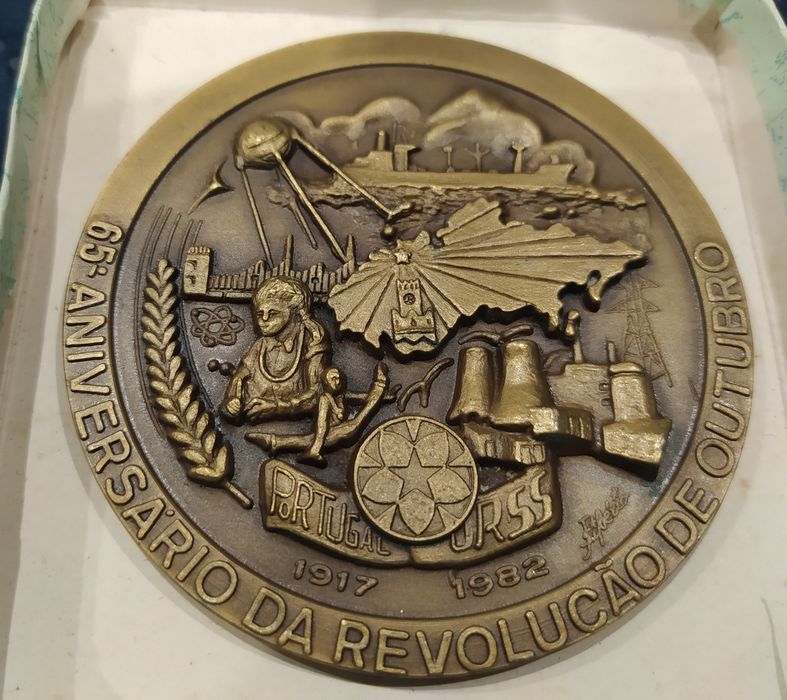 65º ANIVERSÁRIO DA REVOLUÇÃO DE OUTUBRO
PORTUGAL URSS
1917 1982